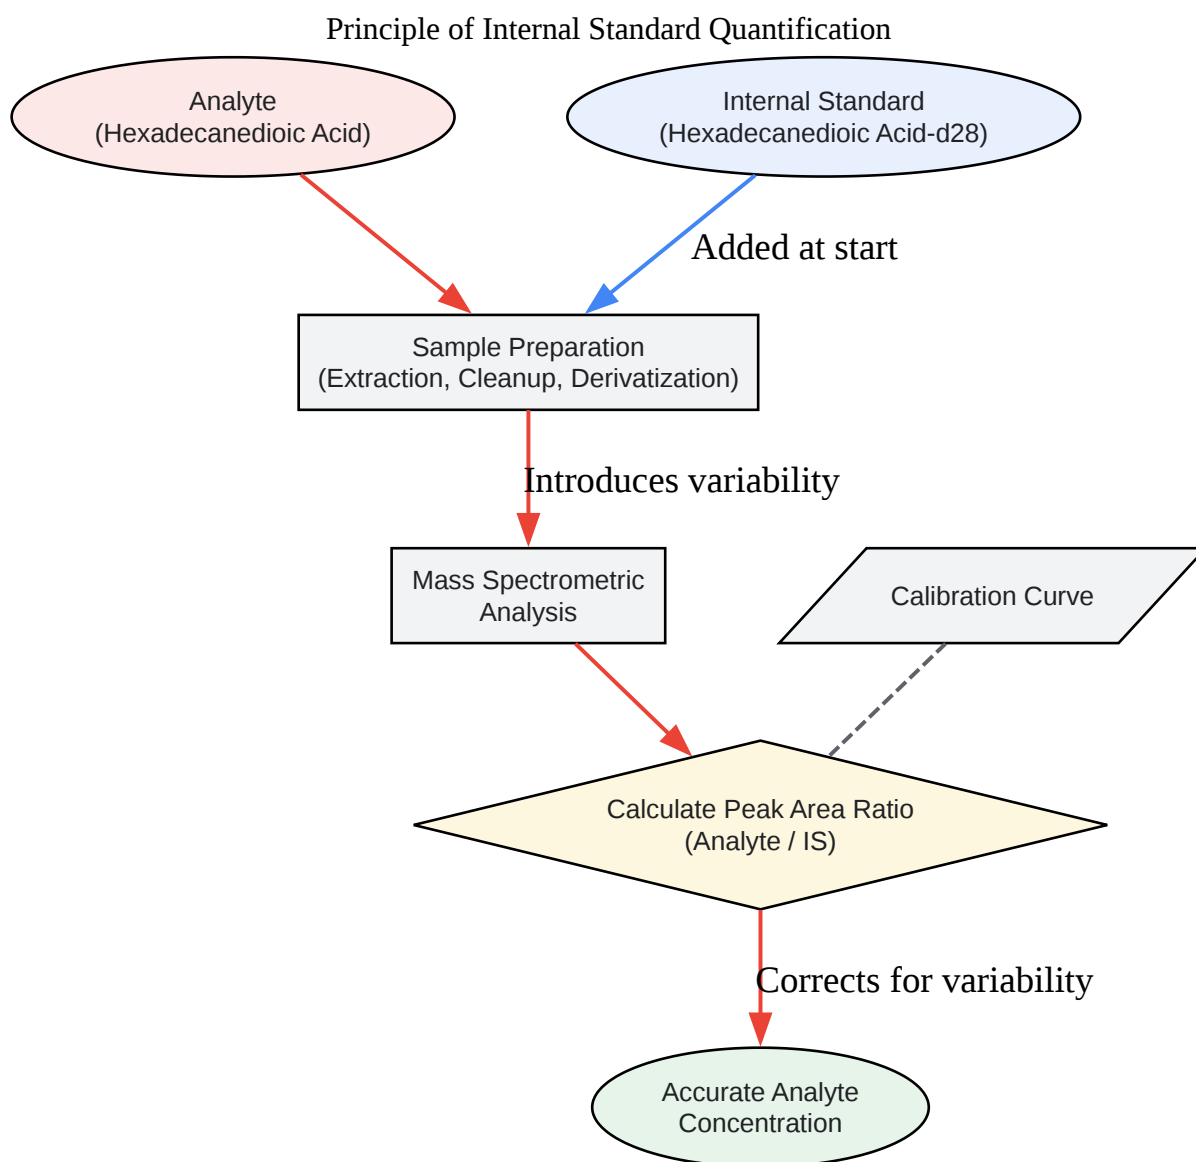 Principle of Internal Standard Quantification
Analyte
(Hexadecanedioic Acid)
Internal Standard
(Hexadecanedioic Acid-d28)
Added at start
Sample Preparation
(Extraction, Cleanup, Derivatization)
Introduces variability
Mass Spectrometric
Analysis
Calibration Curve
Calculate Peak Area Ratio
(Analyte / IS)
Corrects for variability
Accurate Analyte
Concentration